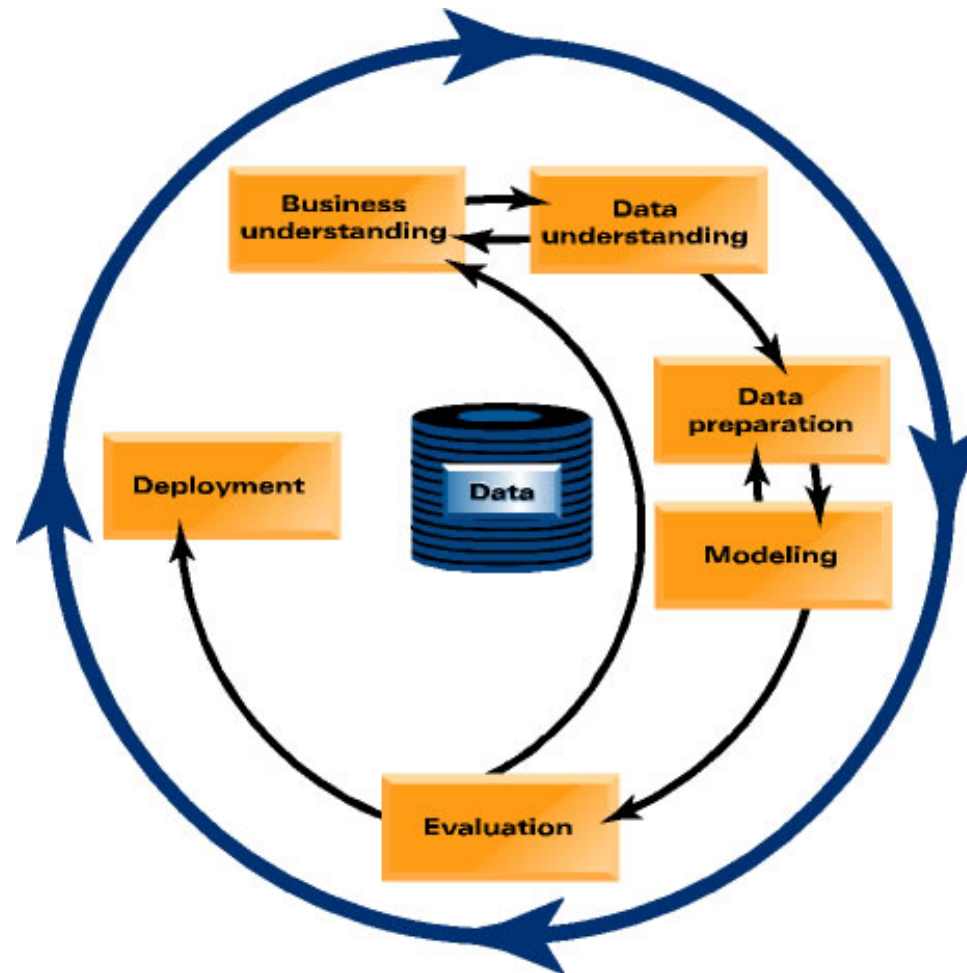 Business
understanding
Data
understanding
Data
preparation
Deployment
Data
Modeling
Evaluation